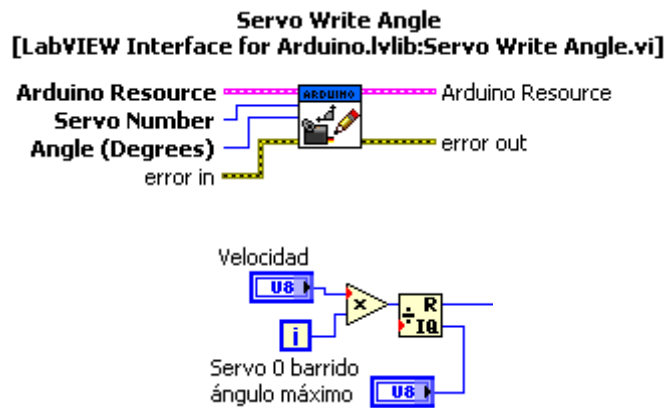 Servo Write Angle
[LabVIEW Interface for Arduino.lvlib:Servo Write Angle.vi]
Arduino Resource
ARDUINO
Arduino Resource
Servo Number
Angle (Degrees)
error out
error in
Velocidad
U8
x
R
÷
IQ
i
Servo 0 barrido
ángulo máximo
U8